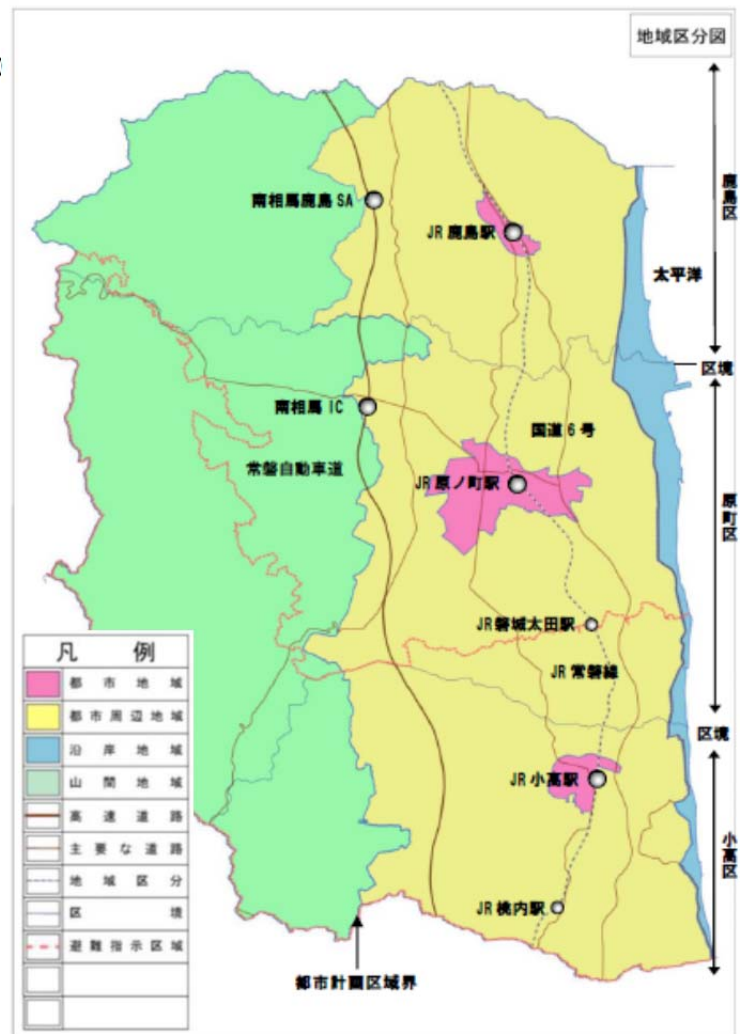 地域区分図
鹿島区
南相馬鹿島SA
JR鹿島駅
太平洋
区境
南相馬IC
国道6号
常磐自動車道
JR原ノ町駅
原町区
JR磐城太田駅
JR常磐線
区境
JR小高駅
小高区
JR桃内駅
都市計画区域界
凡例
都市地域
都市周辺地域
沿岸地域
山間地域
高速道路
主要な道路
地域区分
区境
避難指示区域